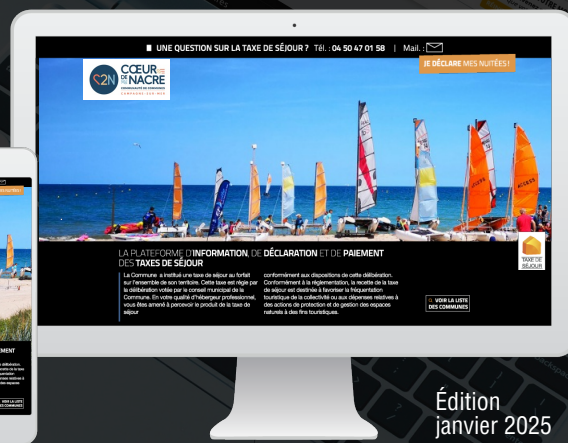 UNE QUESTION SUR LA TAXE DE SÉJOUR ? Tél. : 04 50 47 01 58 | Mail. :
JE DÉCLARE MES NUITÉES !
C2N
CŒUR
DE NACRE
COMMUNAUTÉ DE COMMUNES
CAMPAGNE-SUR-MER
LA PLATEFORME D'INFORMATION, DE DÉCLARATION ET DE PAIEMENT
DES TAXES DE SÉJOUR
La Commune a institué une taxe de séjour au forfait
sur l'ensemble de son territoire. Cette taxe est régie par
la délibération votée par le conseil municipal de la
Commune. En votre qualité d'hébergeur professionnel,
vous êtes amené à percevoir le produit de la taxe de
séjour
conformément aux dispositions de cette délibération.
Conformément à la réglementation, la recette de la taxe
de séjour est destinée à favoriser la fréquentation
touristique de la collectivité ou aux dépenses relatives à
des actions de protection et de gestion des espaces
naturels à des fins touristiques.
TAXE DE
SÉJOUR
VOIR LA LISTE
DES COMMUNES
Édition
janvier 2025